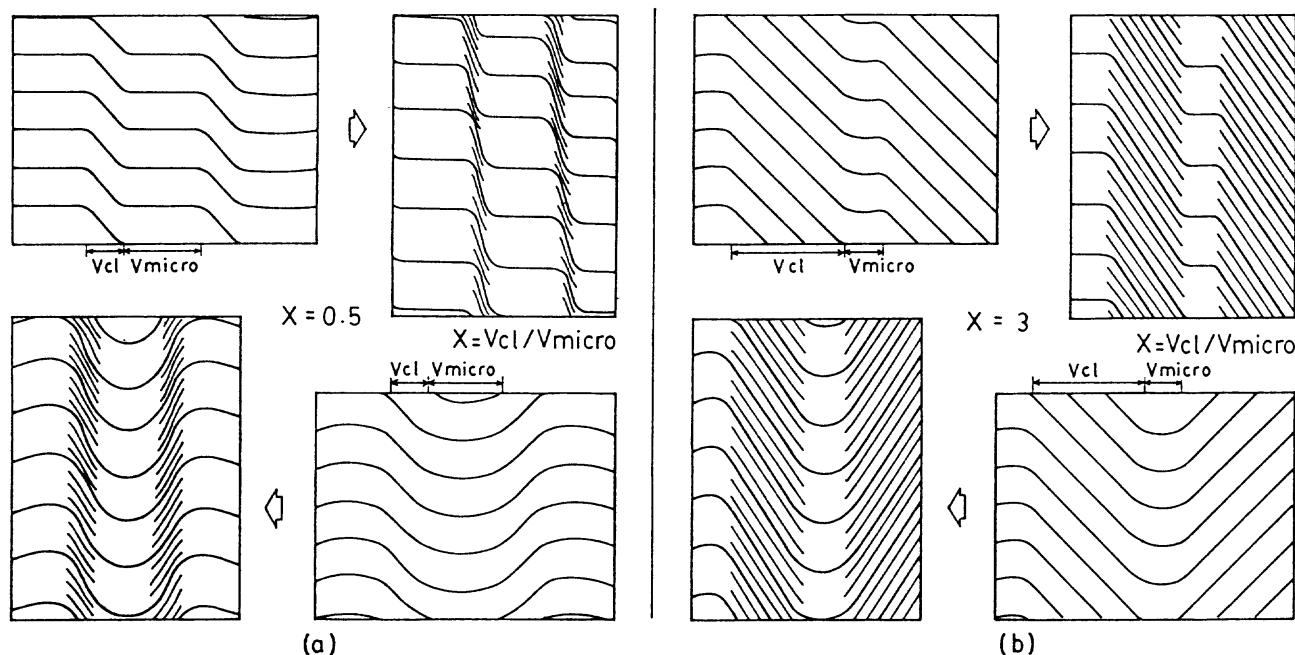 Vcl Vmicro
X = 0.5
X=Vcl/Vmicro
Vcl Vmicro
(a)
Vcl Vmicro
X = 3
X=Vcl/Vmicro
Vcl Vmicro
(b)